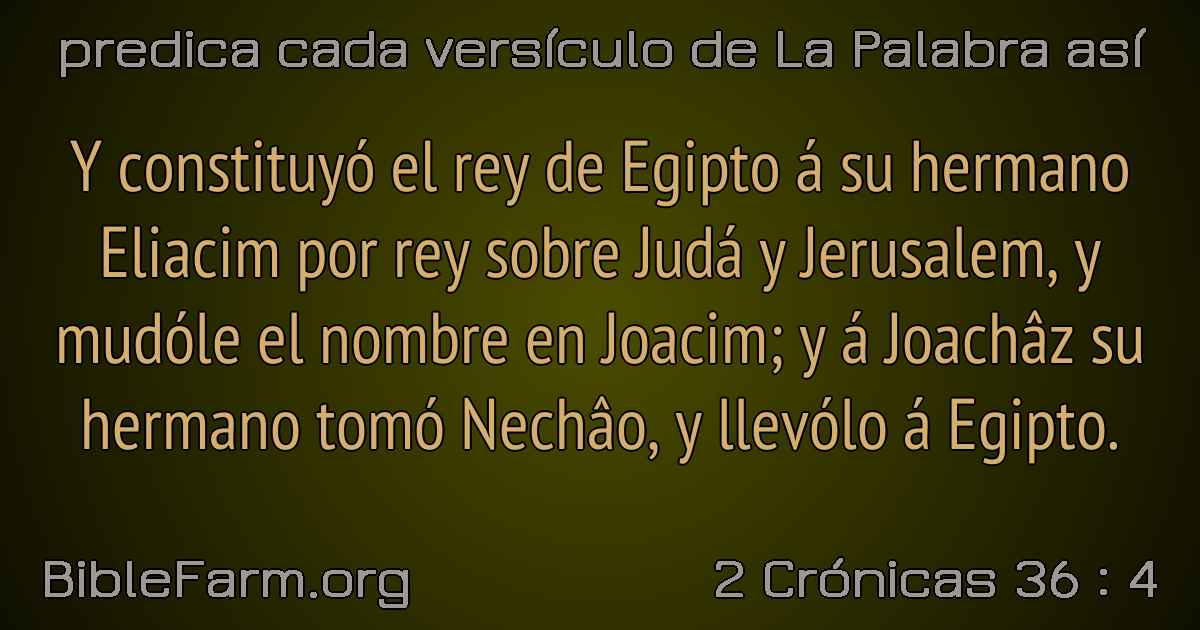 predica cada versículo de La Palabra así
Y constituyó el rey de Egipto á su hermano
Eliacim por rey sobre Judá y Jerusalem, y
mudóle el nombre en Joacim; y á Joachâz su
hermano tomó Nechâo, y llevólo á Egipto.
BibleFarm.org
2 Crónicas 36 : 4